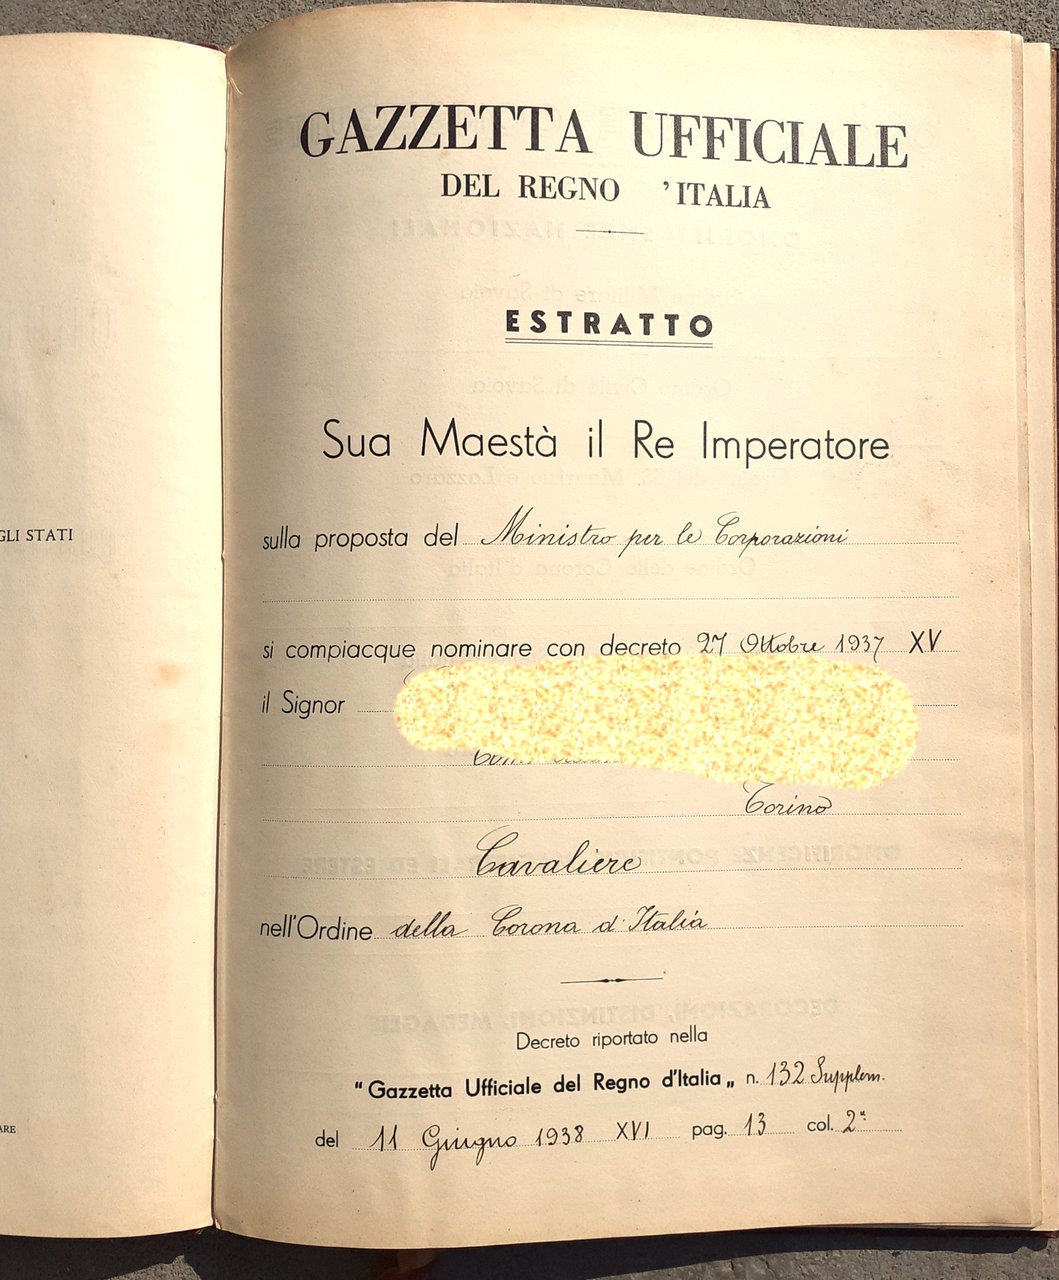 GAZZETTA UFFICIALE
DEL REGNO 'ITALIA
ESTRATTO
Sua Maestà il Re Imperatore
sulla proposta del Ministro per le Corporazioni
si compiacque nominare con decreto 27 Ottobre 1937 XV
il Signor
Torino
Cavaliere
nell'Ordine della Corona d'Italia
Decreto riportato nella
"Gazzetta Ufficiale del Regno d'Italia„ n. 132 Supplem.
del 11 Giugno 1938 XVI pag. 13 col. 2ª
GLI STATI
ARE